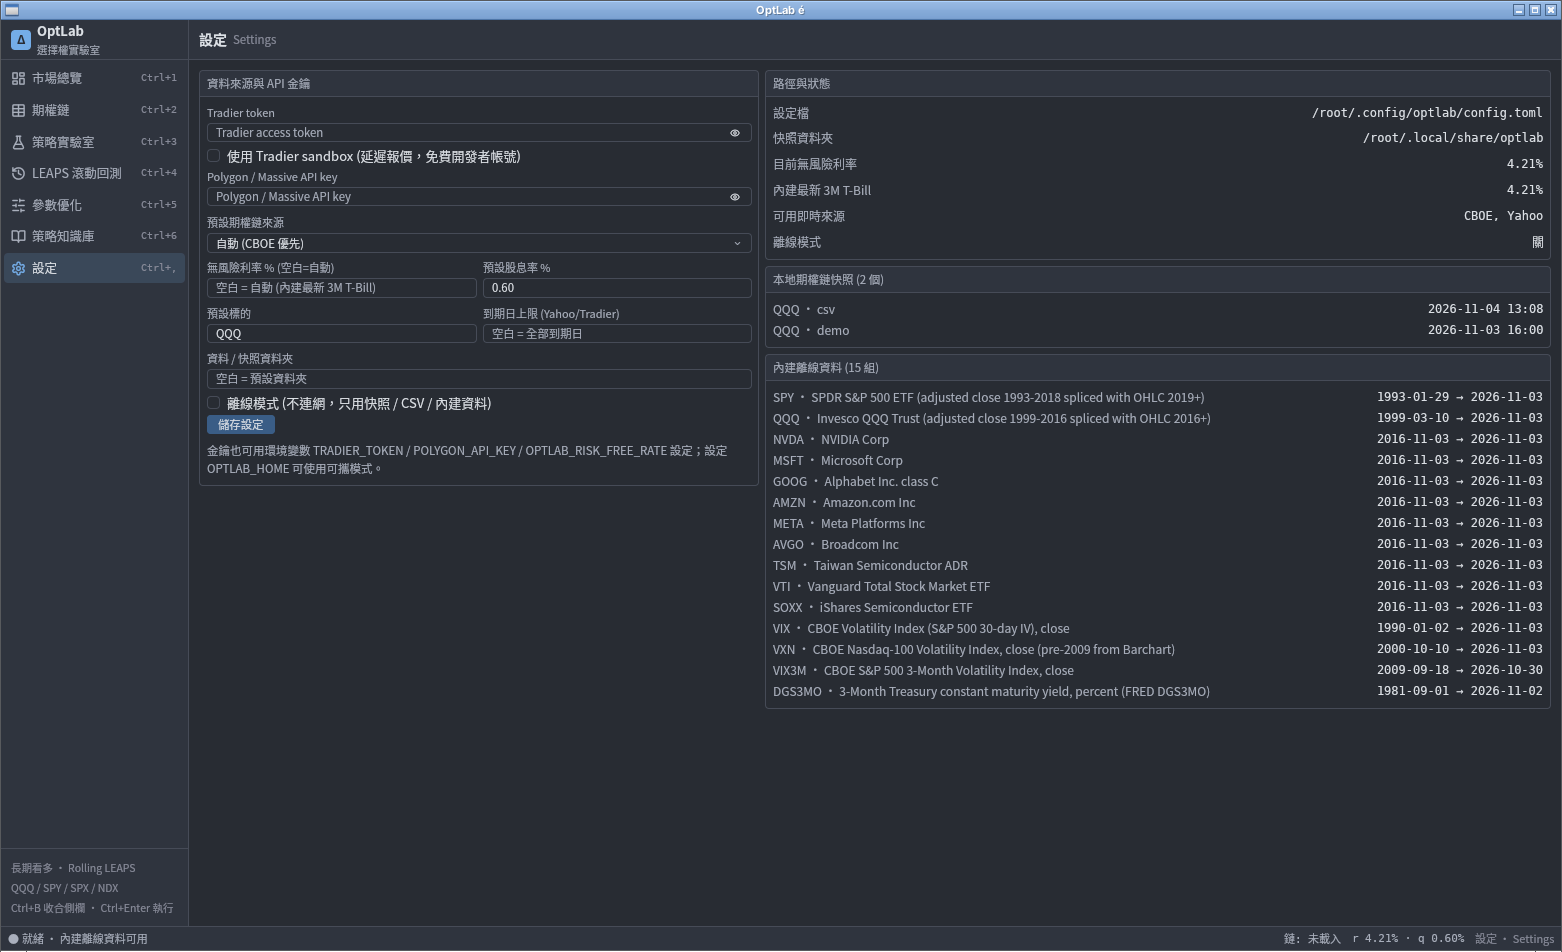 OptLab é
Δ OptLab
選擇權實驗室
市場總覽 Ctrl+1
期權鏈 Ctrl+2
策略實驗室 Ctrl+3
LEAPS 滾動回測 Ctrl+4
參數優化 Ctrl+5
策略知識庫 Ctrl+6
設定 Ctrl+,
長期看多 · Rolling LEAPS
QQQ / SPY / SPX / NDX
Ctrl+B 收合側欄 · Ctrl+Enter 執行
設定 Settings
資料來源與 API 金鑰
Tradier token
Tradier access token
使用 Tradier sandbox (延遲報價，免費開發者帳號)
Polygon / Massive API key
Polygon / Massive API key
預設期權鏈來源
自動 (CBOE 優先)
無風險利率 % (空白=自動) 預設股息率 %
空白 = 自動 (內建最新 3M T-Bill) 0.60
預設標的 到期日上限 (Yahoo/Tradier)
QQQ 空白 = 全部到期日
資料 / 快照資料夾
空白 = 預設資料夾
離線模式 (不連網，只用快照 / CSV / 內建資料)
儲存設定
金鑰也可用環境變數 TRADIER_TOKEN / POLYGON_API_KEY / OPTLAB_RISK_FREE_RATE 設定；設定
OPTLAB_HOME 可使用可攜模式。
路徑與狀態
設定檔 /root/.config/optlab/config.toml
快照資料夾 /root/.local/share/optlab
目前無風險利率 4.21%
內建最新 3M T-Bill 4.21%
可用即時來源 CBOE, Yahoo
離線模式 關
本地期權鏈快照 (2 個)
QQQ · csv 2026-11-04 13:08
QQQ · demo 2026-11-03 16:00
內建離線資料 (15 組)
SPY · SPDR S&P 500 ETF (adjusted close 1993-2018 spliced with OHLC 2019+) 1993-01-29 → 2026-11-03
QQQ · Invesco QQQ Trust (adjusted close 1999-2016 spliced with OHLC 2016+) 1999-03-10 → 2026-11-03
NVDA · NVIDIA Corp 2016-11-03 → 2026-11-03
MSFT · Microsoft Corp 2016-11-03 → 2026-11-03
GOOG · Alphabet Inc. class C 2016-11-03 → 2026-11-03
AMZN · Amazon.com Inc 2016-11-03 → 2026-11-03
META · Meta Platforms Inc 2016-11-03 → 2026-11-03
AVGO · Broadcom Inc 2016-11-03 → 2026-11-03
TSM · Taiwan Semiconductor ADR 2016-11-03 → 2026-11-03
VTI · Vanguard Total Stock Market ETF 2016-11-03 → 2026-11-03
SOXX · iShares Semiconductor ETF 2016-11-03 → 2026-11-03
VIX · CBOE Volatility Index (S&P 500 30-day IV), close 1990-01-02 → 2026-11-03
VXN · CBOE Nasdaq-100 Volatility Index, close (pre-2009 from Barchart) 2000-10-10 → 2026-11-03
VIX3M · CBOE S&P 500 3-Month Volatility Index, close 2009-09-18 → 2026-10-30
DGS3MO · 3-Month Treasury constant maturity yield, percent (FRED DGS3MO) 1981-09-01 → 2026-11-02
就緒 · 內建離線資料可用 鏈: 未載入 r 4.21% · q 0.60% 設定 · Settings